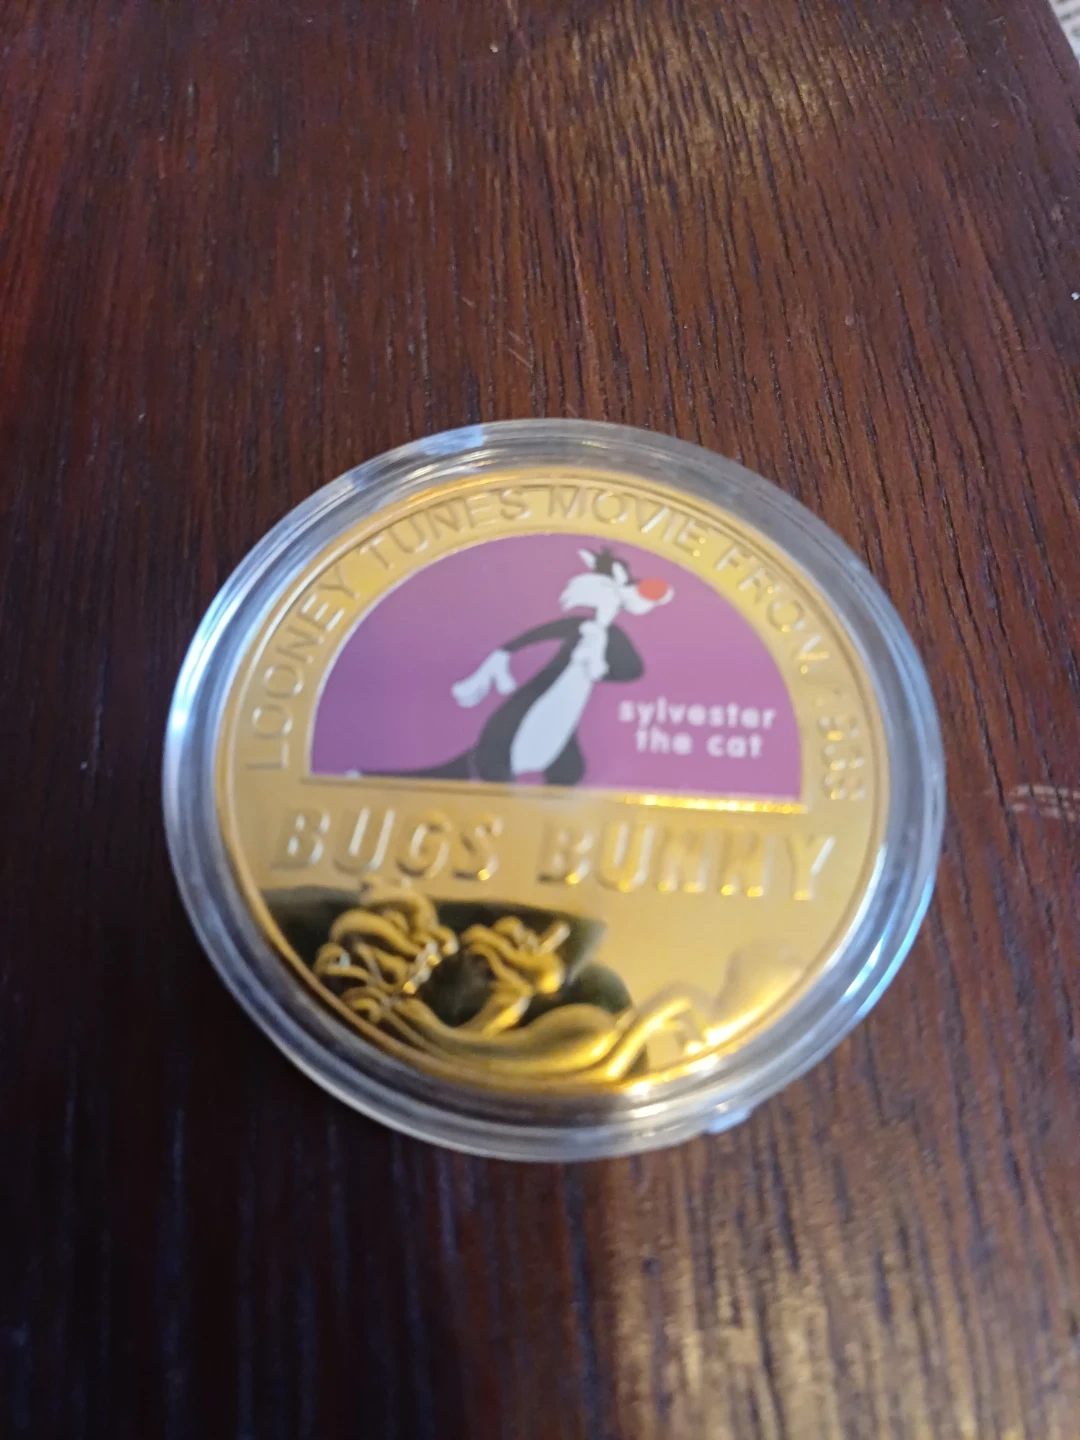 LOONEY TUNES MOVIE FROM
sylvester
the cat
BUGS BUNNY